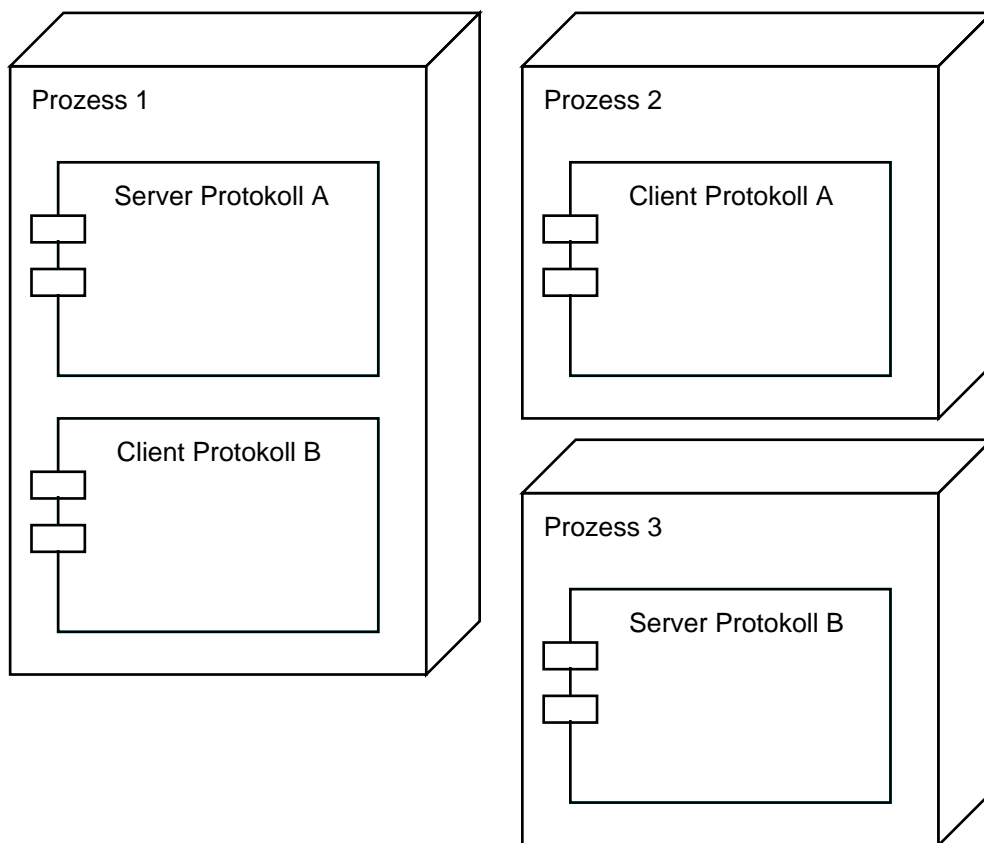 Prozess 1
Server Protokoll A
Client Protokoll B
Prozess 2
Client Protokoll A
Prozess 3
Server Protokoll B